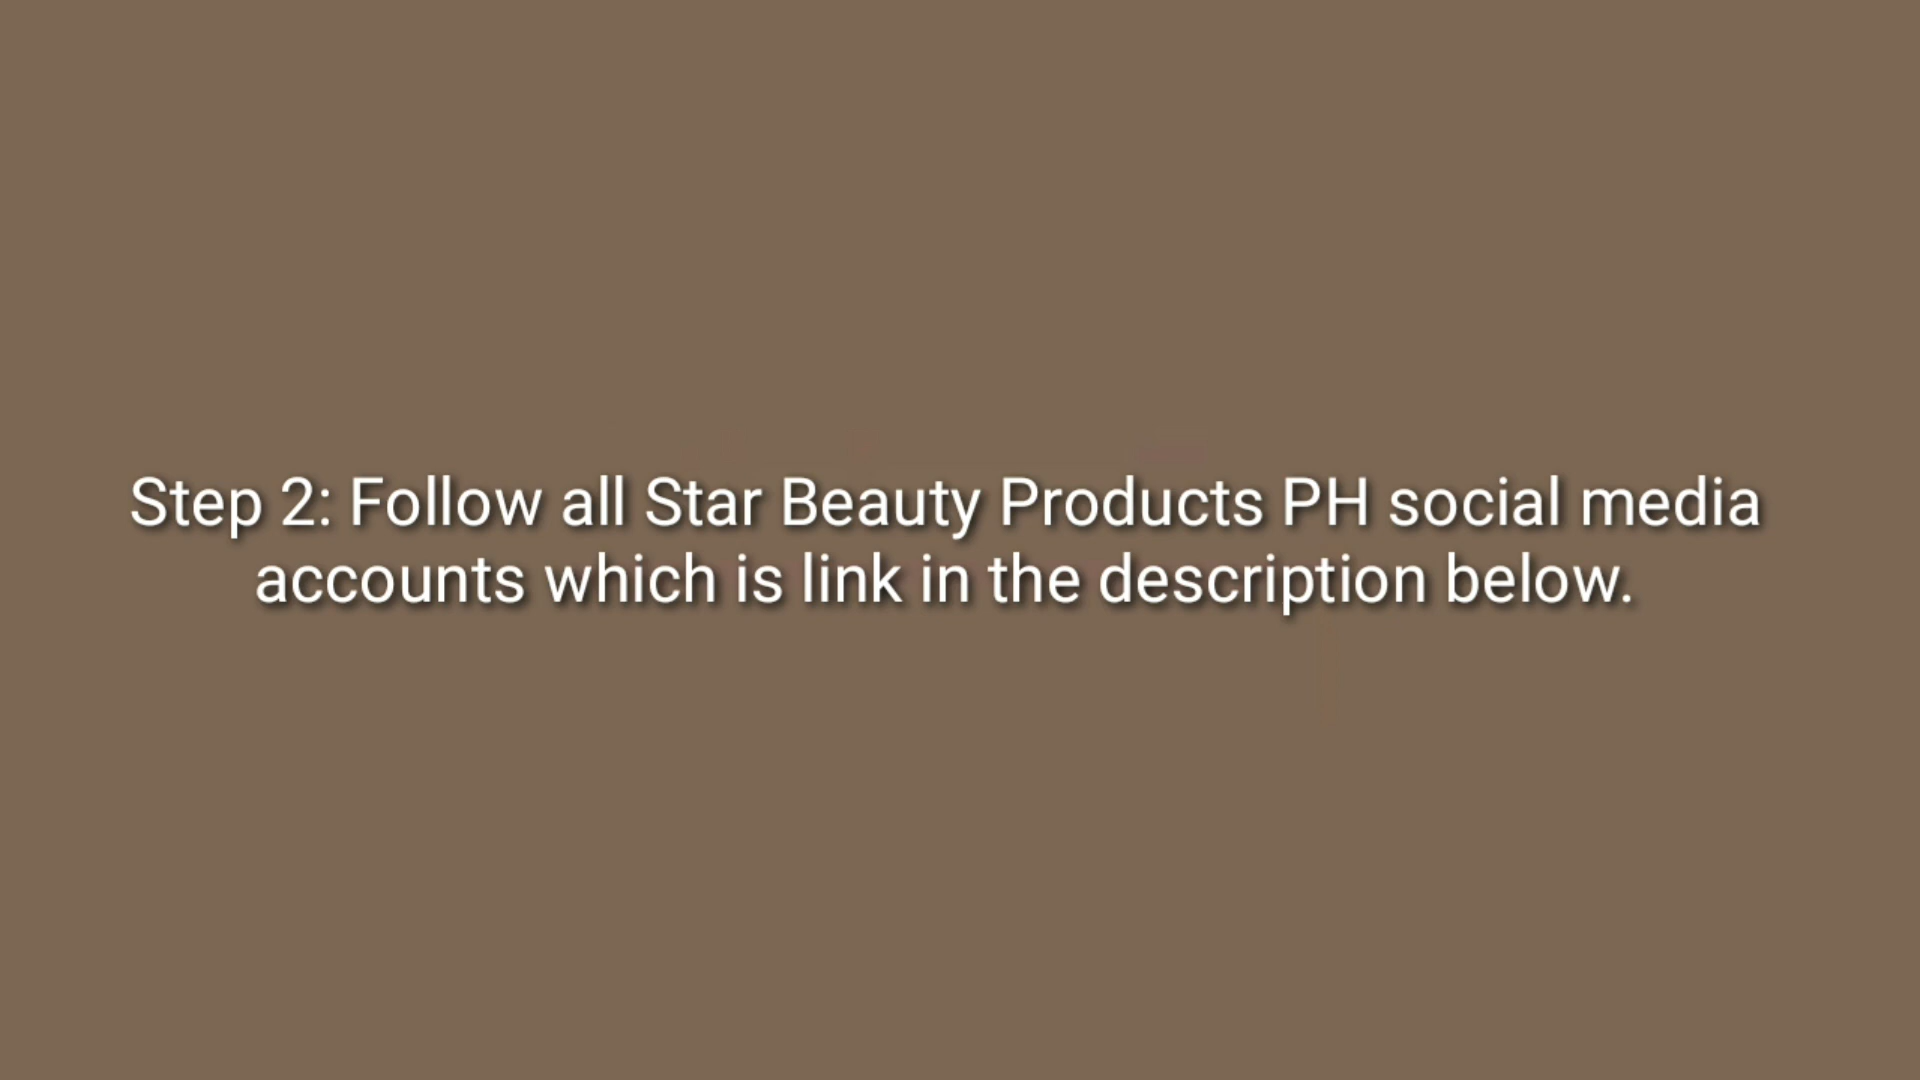 Step 2: Follow all Star Beauty Products PH social media
accounts which is link in the description below.